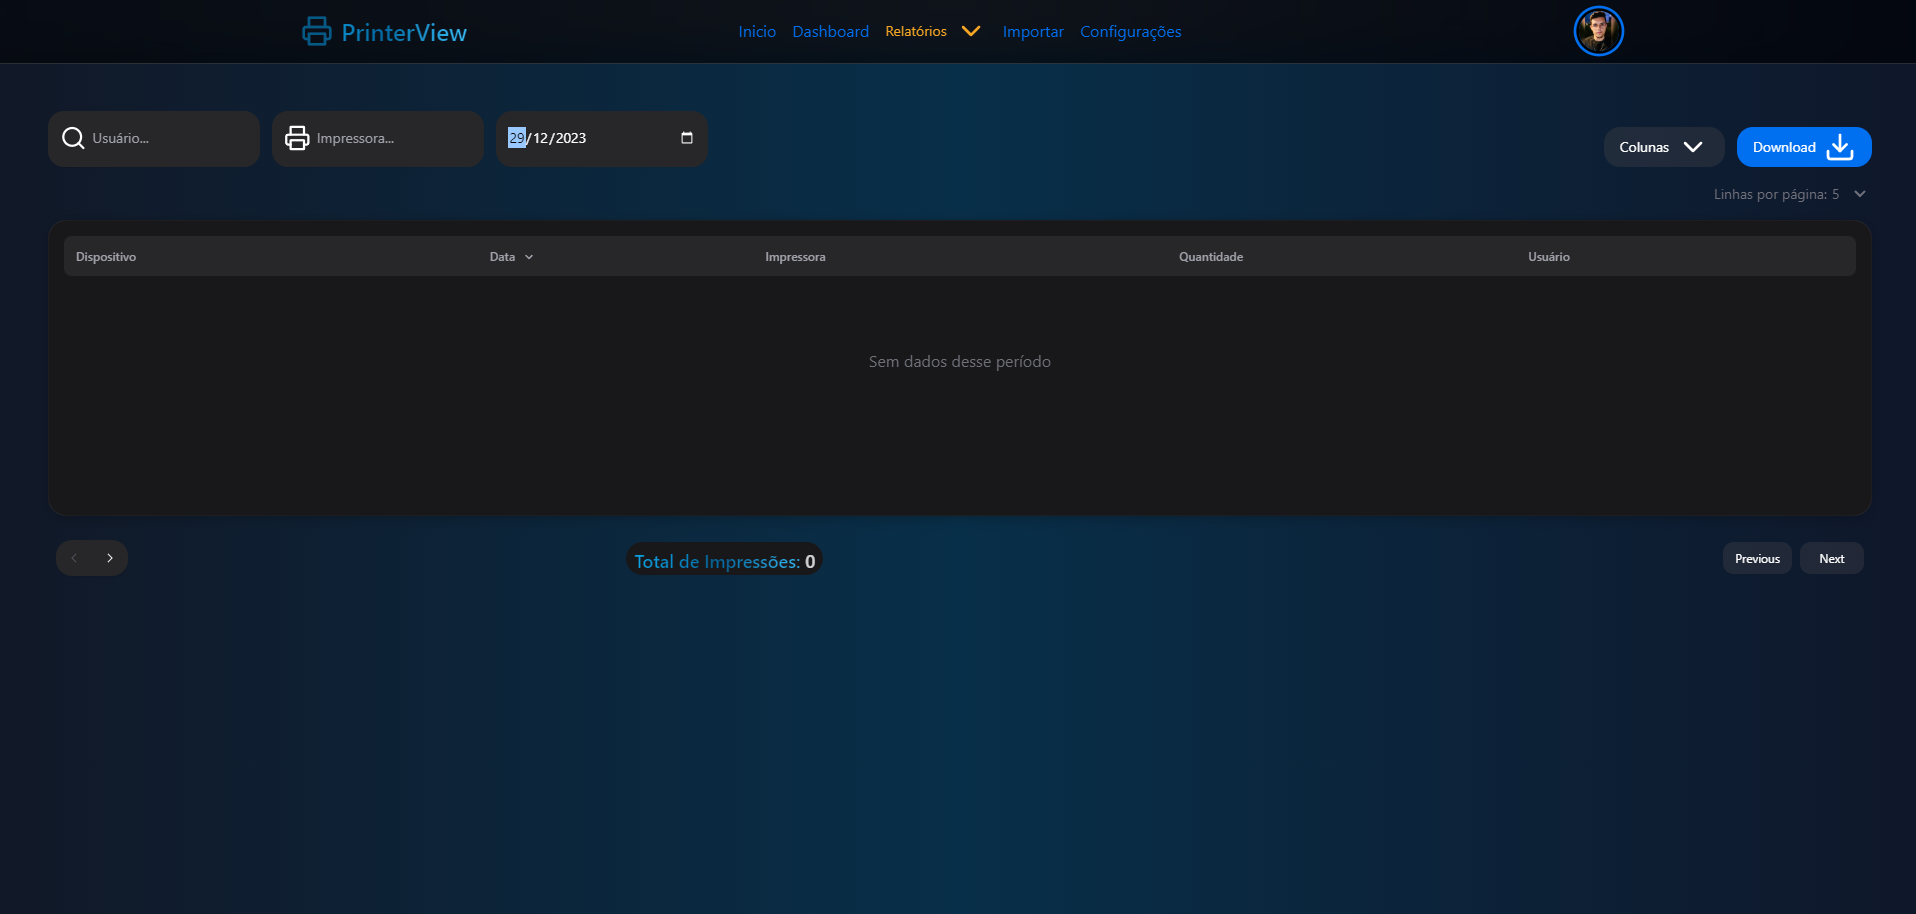 PrinterView
Inicio Dashboard Relatórios Importar Configurações
Usuário... Impressora... 29/12/2023
Colunas Download
Linhas por página: 5
Dispositivo Data Impressora Quantidade Usuário
Sem dados desse período
Total de Impressões: 0
Previous Next